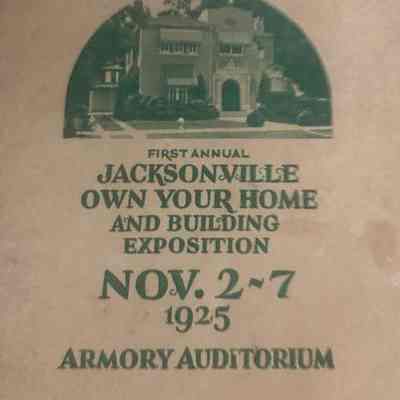 FIRST ANNUAL
JACKSONVILLE
OWN YOUR HOME
AND BUILDING
EXPOSITION
NOV. 2~7
1925
ARMORY AUDITORIUM